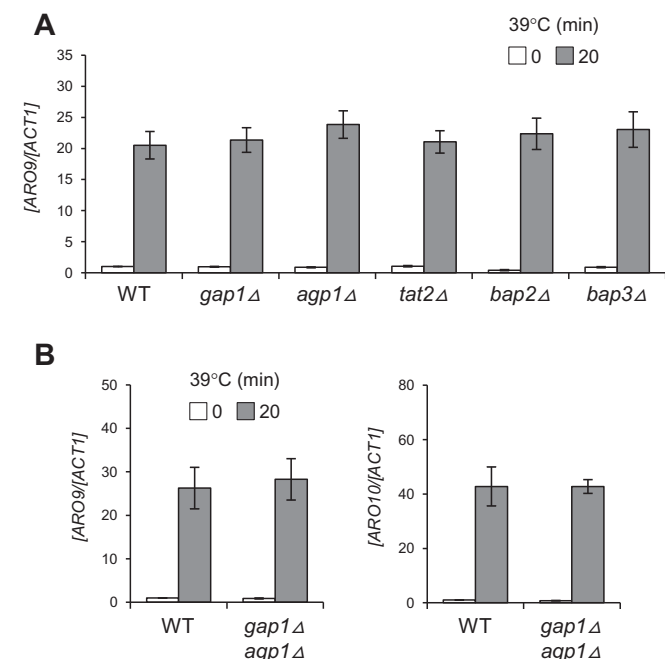 A
39°C (min)
0 20
35
30
25
20
15
10
5
0
[ARO9/[ACT1]
WT gap1Δ agp1Δ tat2Δ bap2Δ bap3Δ
B
39°C (min)
0 20
50
40
30
20
10
0
[ARO9/[ACT1]
WT gap1Δ
agp1Δ
80
60
40
20
0
[ARO10/[ACT1]
WT gap1Δ
agp1Δ